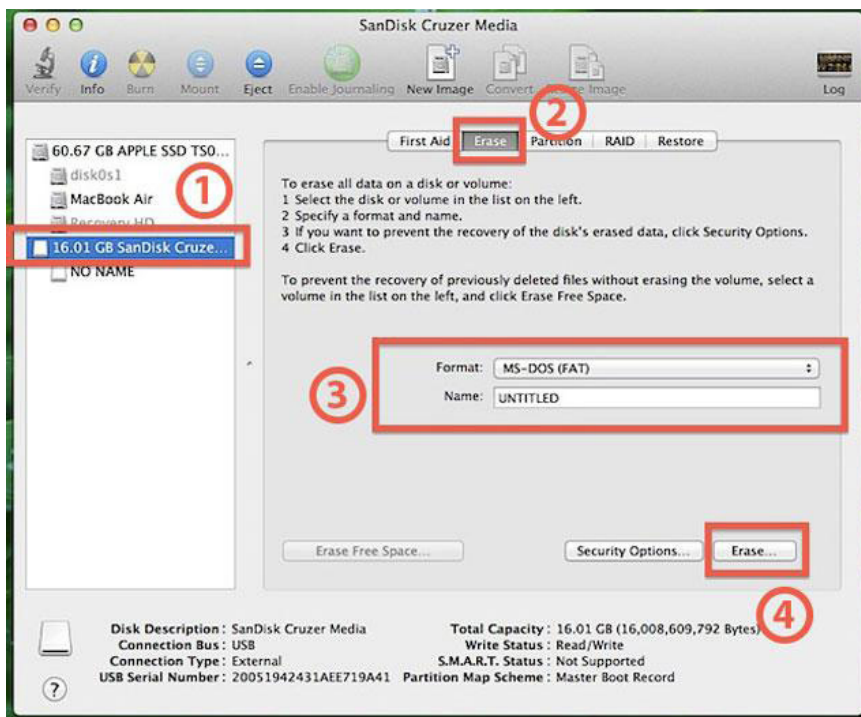 SanDisk Cruzer Media
Verify Info Burn Mount Eject Enable Journaling New Image Convert Image Log
2
First Aid Erase Partition RAID Restore
60.67 GB APPLE SSD TS0...
disk0s1
1
MacBook Air
Recovery HD
16.01 GB SanDisk Cruze...
NO NAME
To erase all data on a disk or volume:
1 Select the disk or volume in the list on the left.
2 Specify a format and name.
3 If you want to prevent the recovery of the disk's erased data, click Security Options.
4 Click Erase.
To prevent the recovery of previously deleted files without erasing the volume, select a
volume in the list on the left, and click Erase Free Space.
3
Format: MS-DOS (FAT)
Name: UNTITLED
Erase Free Space... Security Options... Erase...
4
Disk Description : SanDisk Cruzer Media
Connection Bus : USB
Connection Type : External
USB Serial Number : 20051942431AEE719A41
Total Capacity : 16.01 GB (16,008,609,792 Bytes)
Write Status : Read/Write
S.M.A.R.T. Status : Not Supported
Partition Map Scheme : Master Boot Record
?